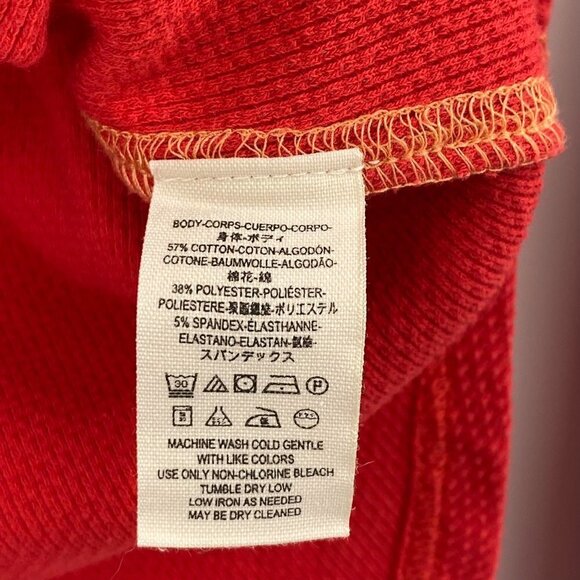 BODY-CORPS-CUERPO-CORPO-
身体-ボディ
57% COTTON-COTON-ALGODÓN-
COTONE-BAUMWOLLE-ALGODÃO-
棉花-綿
38% POLYESTER-POLIÉSTER-
POLIESTERE-聚酯纖維-ポリエステル
5% SPANDEX-ÉLASTHANNE-
ELASTANO-ELASTAN-氨纶-
スパンデックス
30 P
MACHINE WASH COLD GENTLE
WITH LIKE COLORS
USE ONLY NON-CHLORINE BLEACH
TUMBLE DRY LOW
LOW IRON AS NEEDED
MAY BE DRY CLEANED